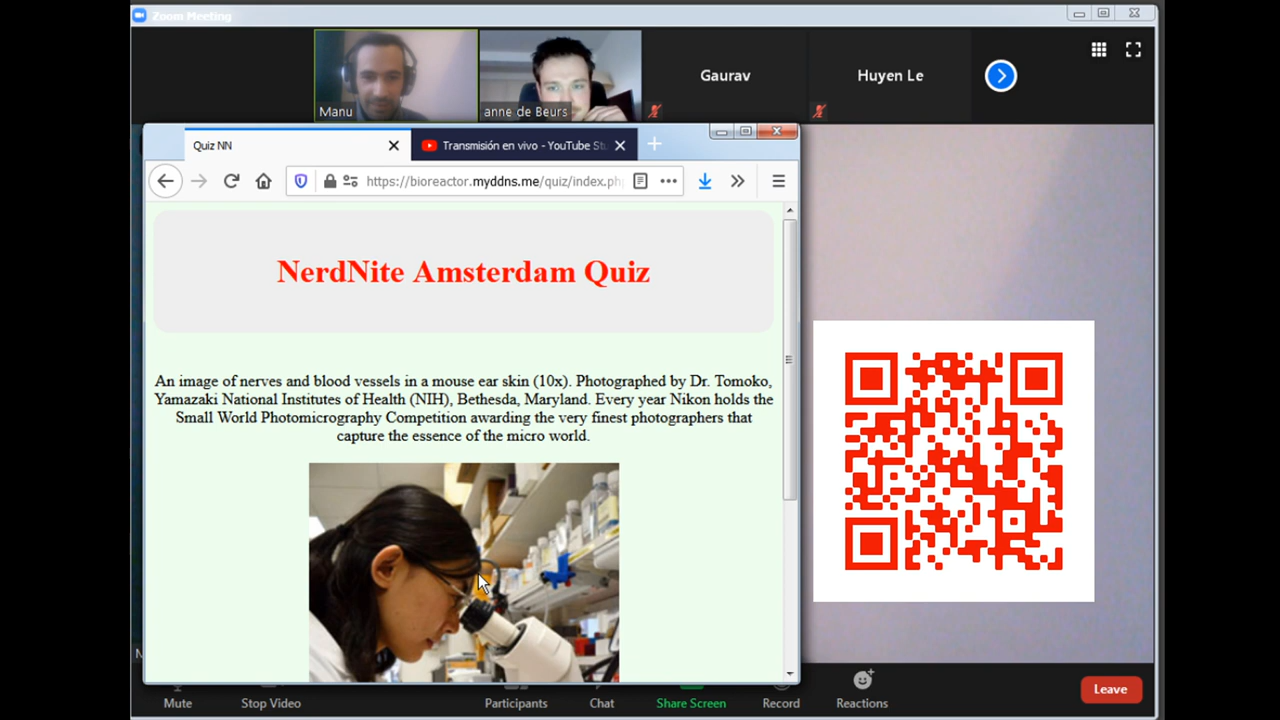 Zoom Meeting
Gaurav
Huyen Le
Manu
anne de Beurs
Quiz NN
Transmisión en vivo - YouTube St
https://bioreactor.myddns.me/quiz/index.ph
NerdNite Amsterdam Quiz
An image of nerves and blood vessels in a mouse ear skin (10x). Photographed by Dr. Tomoko,
Yamazaki National Institutes of Health (NIH), Bethesda, Maryland. Every year Nikon holds the
Small World Photomicrography Competition awarding the very finest photographers that
capture the essence of the micro world.
Mute
Stop Video
Participants
Chat
Share Screen
Record
Reactions
Leave